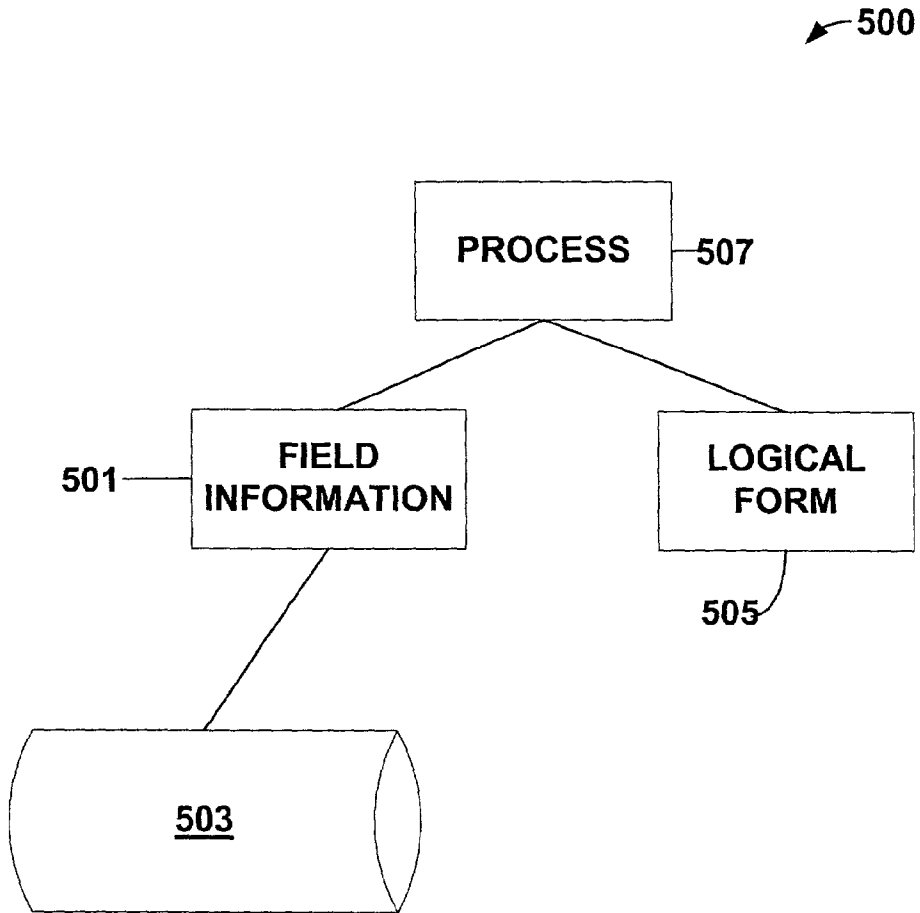 500
PROCESS
507
FIELD
INFORMATION
501
LOGICAL
FORM
505
503